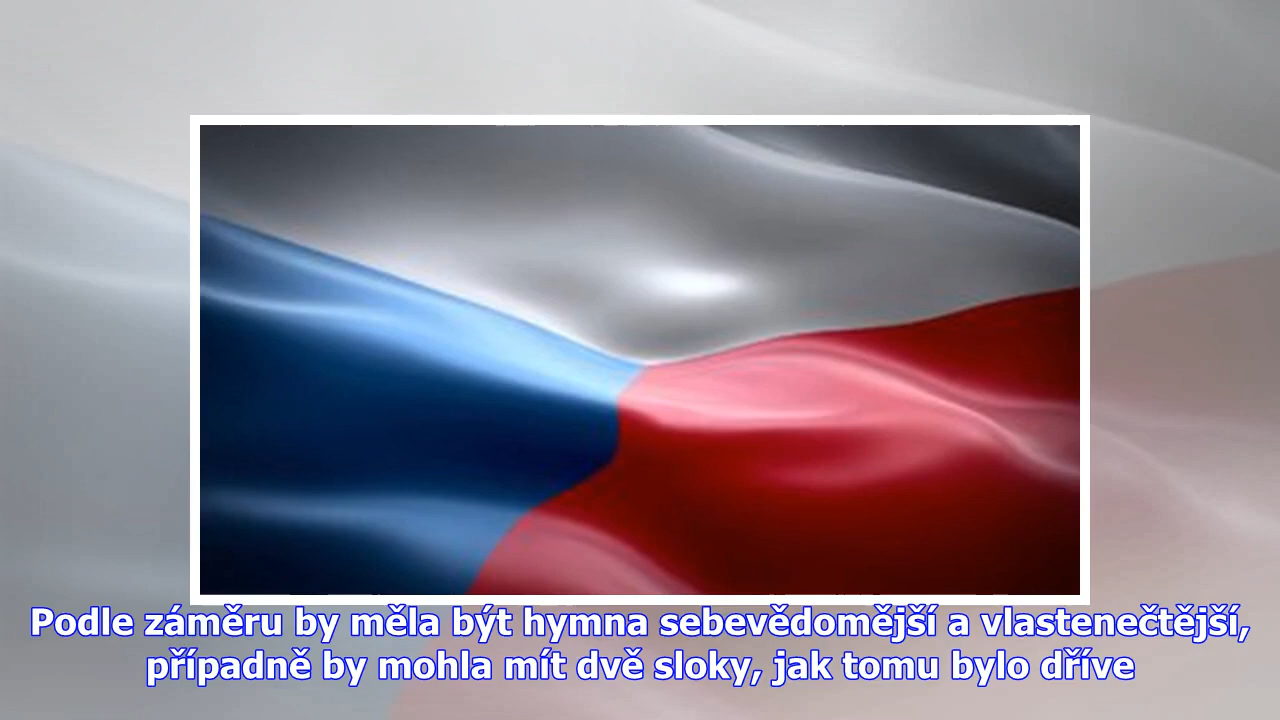 Podle záměru by měla být hymna sebevědomější a vlastenečtější,
případně by mohla mít dvě sloky, jak tomu bylo dříve